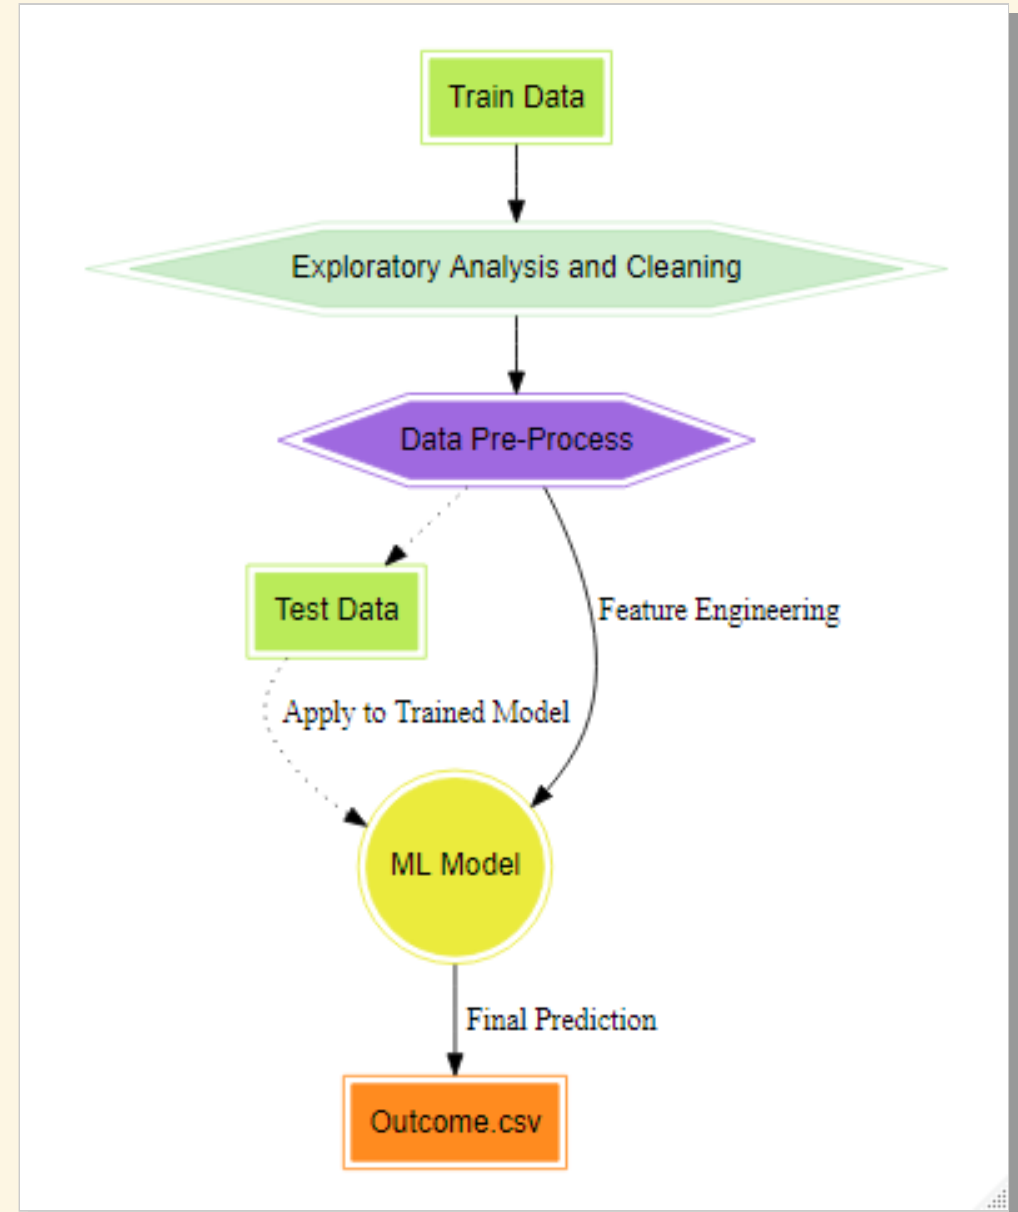 Train Data
Exploratory Analysis and Cleaning
Data Pre-Process
Test Data
Feature Engineering
Apply to Trained Model
ML Model
Final Prediction
Outcome.csv